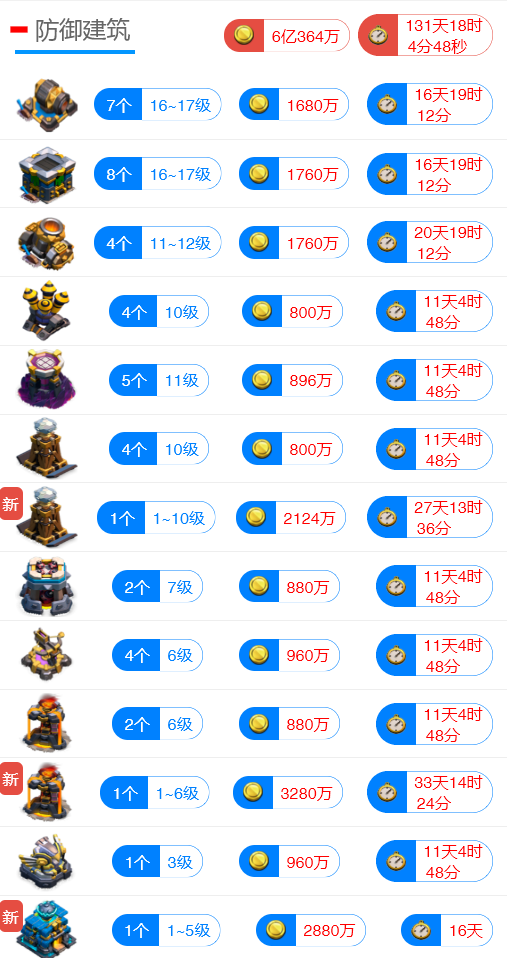 防御建筑 6亿364万 131天18时
4分48秒
7个 16~17级 1680万 16天19时
12分
8个 16~17级 1760万 16天19时
12分
4个 11~12级 1760万 20天19时
12分
4个 10级 800万 11天4时
48分
5个 11级 896万 11天4时
48分
4个 10级 800万 11天4时
48分
新 1个 1~10级 2124万 27天13时
36分
2个 7级 880万 11天4时
48分
4个 6级 960万 11天4时
48分
2个 6级 880万 11天4时
48分
新 1个 1~6级 3280万 33天14时
24分
1个 3级 960万 11天4时
48分
新 1个 1~5级 2880万 16天